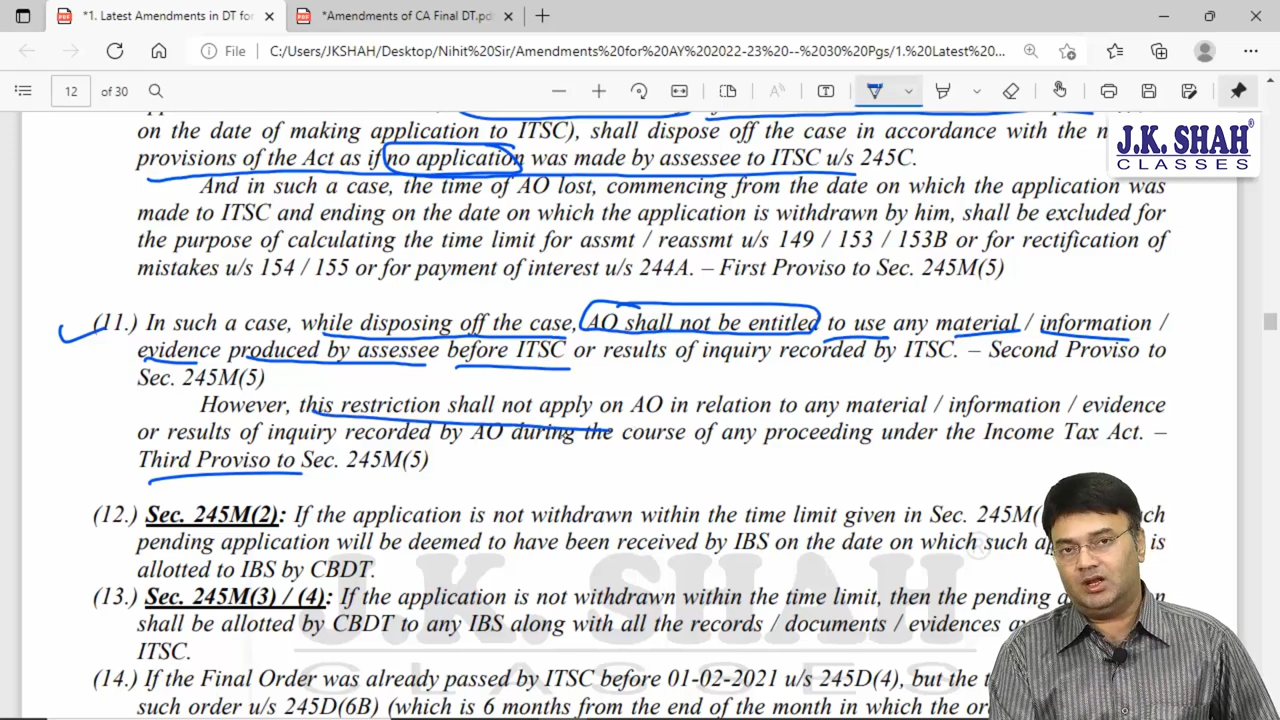 *1. Latest Amendments in DT for
*Amendments of CA Final DT.pd
File
C:/Users/JKSHAH/Desktop/Nihit%20Sir/Amendments%20for%20AY%202022-23%20--%2030%20Pgs/1.%20Latest%20...
12 of 30
J.K. SHAH®
CLASSES
on the date of making application to ITSC), shall dispose off the case in accordance with the n
provisions of the Act as if no application was made by assessee to ITSC u/s 245C.
And in such a case, the time of AO lost, commencing from the date on which the application was
made to ITSC and ending on the date on which the application is withdrawn by him, shall be excluded for
the purpose of calculating the time limit for assmt / reassmt u/s 149 / 153 / 153B or for rectification of
mistakes u/s 154 / 155 or for payment of interest u/s 244A. – First Proviso to Sec. 245M(5)
(11.) In such a case, while disposing off the case, AO shall not be entitled to use any material / information /
evidence produced by assessee before ITSC or results of inquiry recorded by ITSC. – Second Proviso to
Sec. 245M(5)
However, this restriction shall not apply on AO in relation to any material / information / evidence
or results of inquiry recorded by AO during the course of any proceeding under the Income Tax Act. –
Third Proviso to Sec. 245M(5)
(12.) Sec. 245M(2): If the application is not withdrawn within the time limit given in Sec. 245M( ch
pending application will be deemed to have been received by IBS on the date on which such ap is
allotted to IBS by CBDT.
(13.) Sec. 245M(3) / (4): If the application is not withdrawn within the time limit, then the pending a on
shall be allotted by CBDT to any IBS along with all the records / documents / evidences av
ITSC.
J.K. SHAH®
CLASSES
(14.) If the Final Order was already passed by ITSC before 01-02-2021 u/s 245D(4), but the t
such order u/s 245D(6B) (which is 6 months from the end of the month in which the or